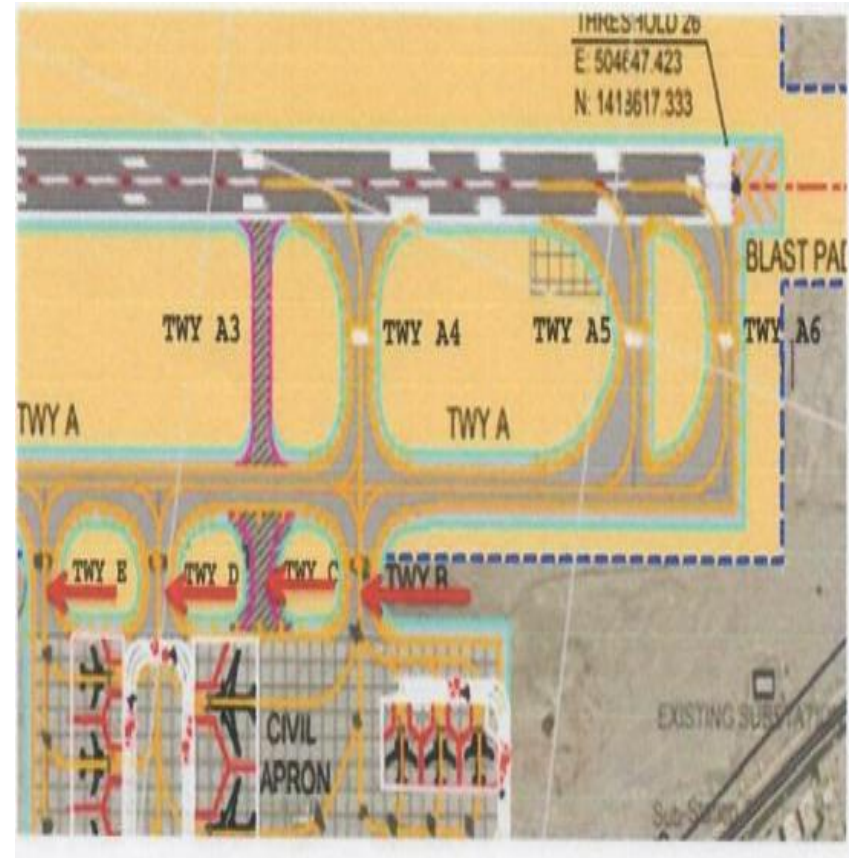 THRESHOLD 26
E: 504647.423
N: 1413617.333
BLAST PAD
TWY A3
TWY A4
TWY A5
TWY A6
TWY A
TWY A
TWY E
TWY D
TWY C
TWY B
CIVIL
APRON
EXISTING SUBSTATION